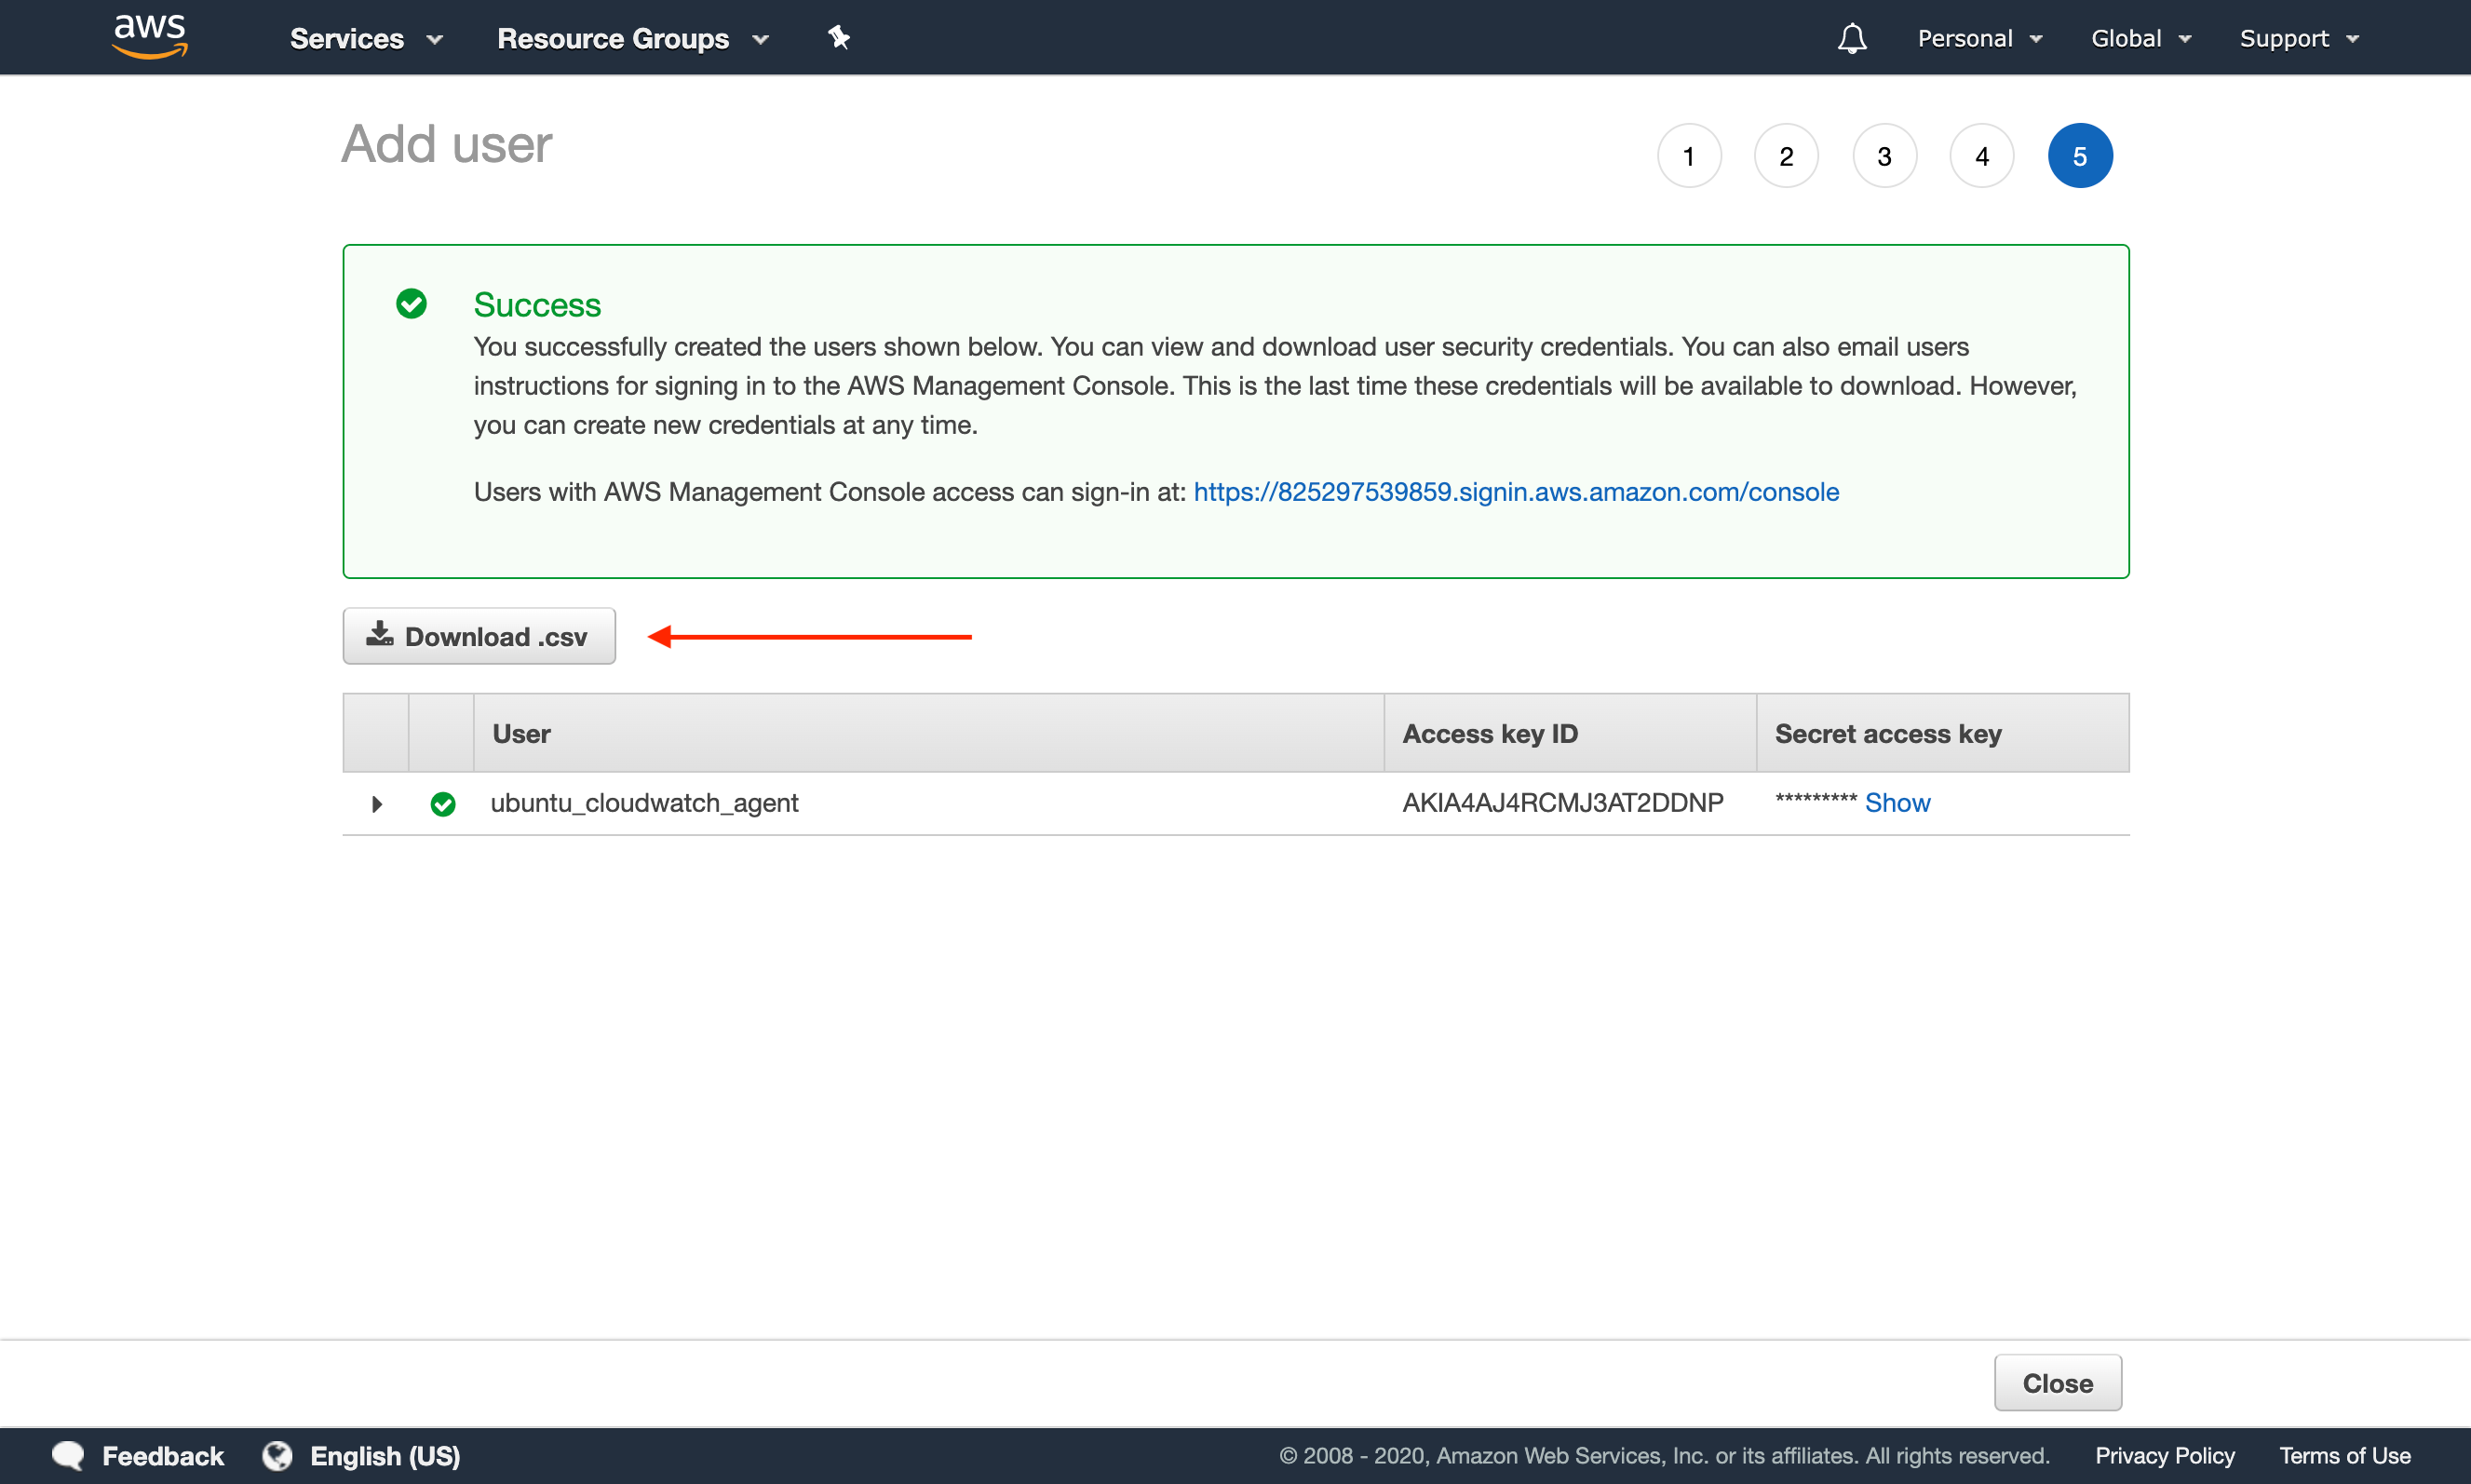 aws Services Resource Groups Personal Global Support
Add user
1 2 3 4 5
Success
You successfully created the users shown below. You can view and download user security credentials. You can also email users
instructions for signing in to the AWS Management Console. This is the last time these credentials will be available to download. However,
you can create new credentials at any time.
Users with AWS Management Console access can sign-in at: https://825297539859.signin.aws.amazon.com/console
Download .csv
User Access key ID Secret access key
ubuntu_cloudwatch_agent AKIA4AJ4RCMJ3AT2DDNP ********* Show
Close
Feedback English (US) © 2008 - 2020, Amazon Web Services, Inc. or its affiliates. All rights reserved. Privacy Policy Terms of Use